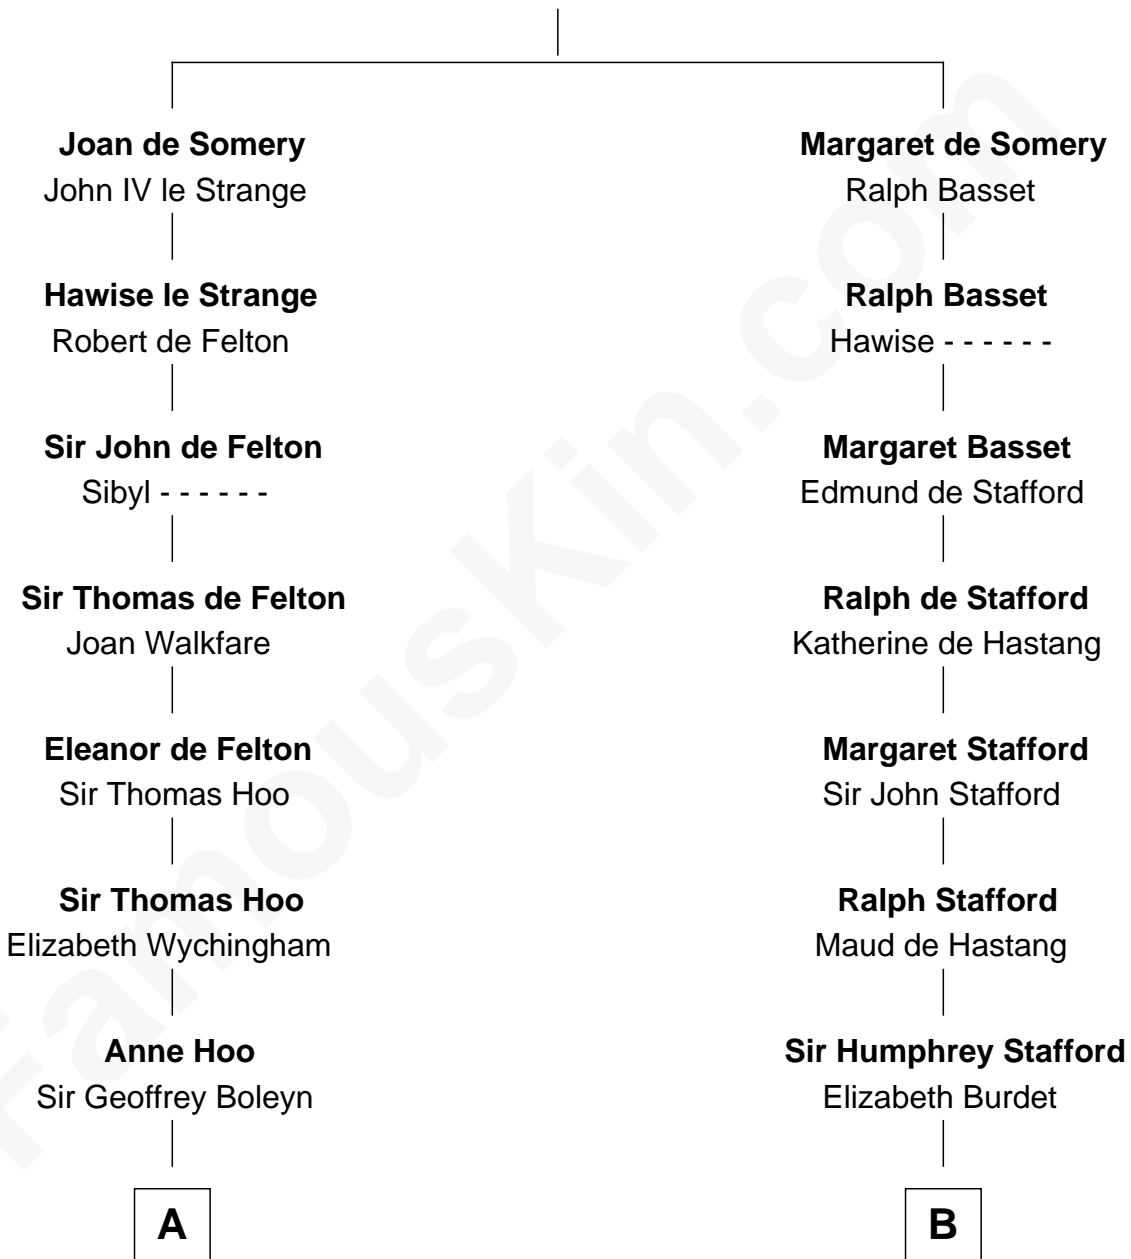 Joan de Somery
John IV le Strange
Hawise le Strange
Robert de Felton
Sir John de Felton
Sibyl - - - - - -
Sir Thomas de Felton
Joan Walkfare
Eleanor de Felton
Sir Thomas Hoo
Sir Thomas Hoo
Elizabeth Wychingham
Anne Hoo
Sir Geoffrey Boleyn
A
Margaret de Somery
Ralph Basset
Ralph Basset
Hawise - - - - - -
Margaret Basset
Edmund de Stafford
Ralph de Stafford
Katherine de Hastang
Margaret Stafford
Sir John Stafford
Ralph Stafford
Maud de Hastang
Sir Humphrey Stafford
Elizabeth Burdet
B
FamousKin.com